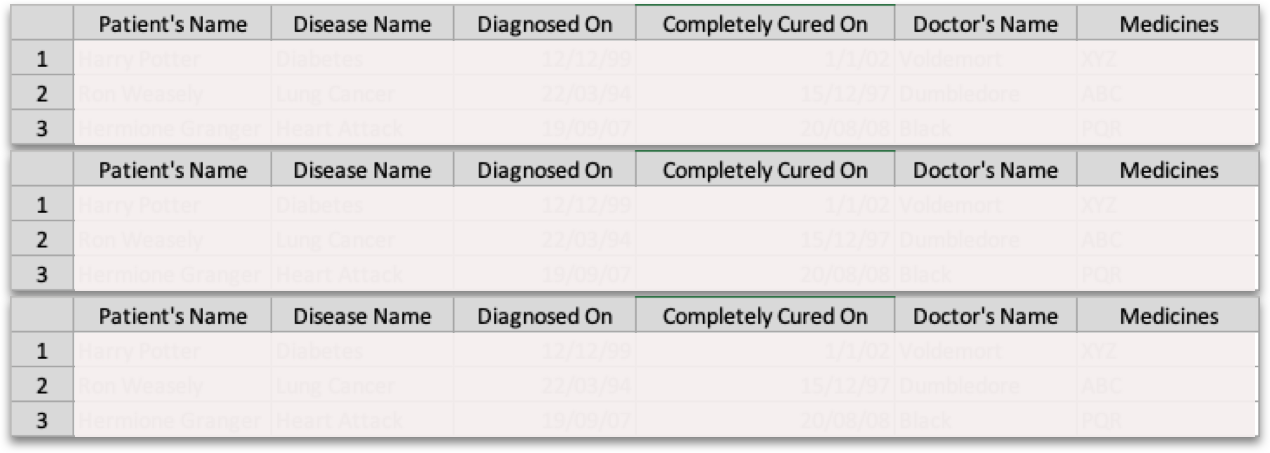 Patient's Name Disease Name Diagnosed On Completely Cured On Doctor's Name Medicines
1 Harry Potter Diabetes 12/12/99 1/1/02 Voldemort XYZ
2 Ron Weasely Lung Cancer 22/03/94 15/12/97 Dumbledore ABC
3 Hermione Granger Heart Attack 19/09/07 20/08/08 Black PQR
Patient's Name Disease Name Diagnosed On Completely Cured On Doctor's Name Medicines
1 Harry Potter Diabetes 12/12/99 1/1/02 Voldemort XYZ
2 Ron Weasely Lung Cancer 22/03/94 15/12/97 Dumbledore ABC
3 Hermione Granger Heart Attack 19/09/07 20/08/08 Black PQR
Patient's Name Disease Name Diagnosed On Completely Cured On Doctor's Name Medicines
1 Harry Potter Diabetes 12/12/99 1/1/02 Voldemort XYZ
2 Ron Weasely Lung Cancer 22/03/94 15/12/97 Dumbledore ABC
3 Hermione Granger Heart Attack 19/09/07 20/08/08 Black PQR